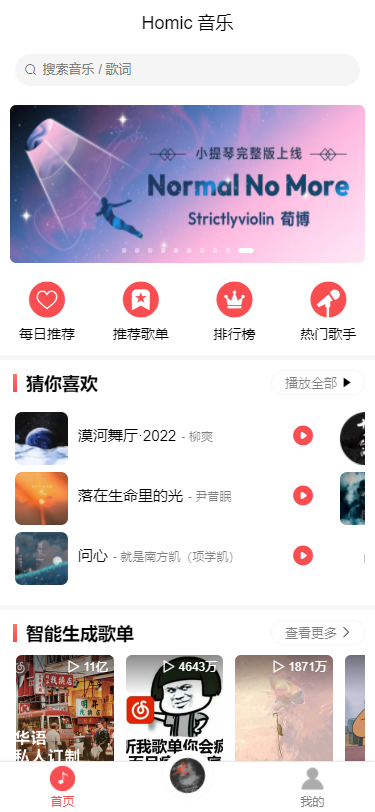 Homic 音乐
搜索音乐 / 歌词
小提琴完整版上线
Normal No More
Strictlyviolin 荀博
每日推荐
推荐歌单
排行榜
热门歌手
猜你喜欢
播放全部
漠河舞厅·2022 - 柳爽
落在生命里的光 - 尹昔眠
问心 - 就是南方凯（项学凯）
智能生成歌单
查看更多
11亿
4643万
1871万
华语
私人订制
听我歌单你会疯
首页
我的